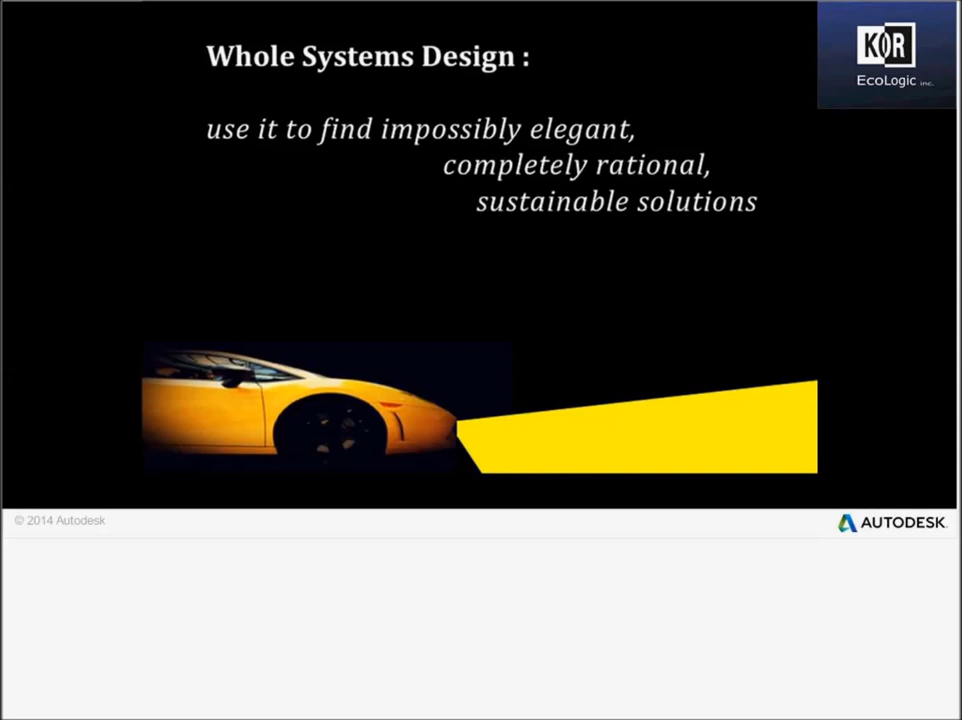 Whole Systems Design :
use it to find impossibly elegant,
completely rational,
sustainable solutions
KOR
EcoLogic inc.
© 2014 Autodesk
AUTODESK